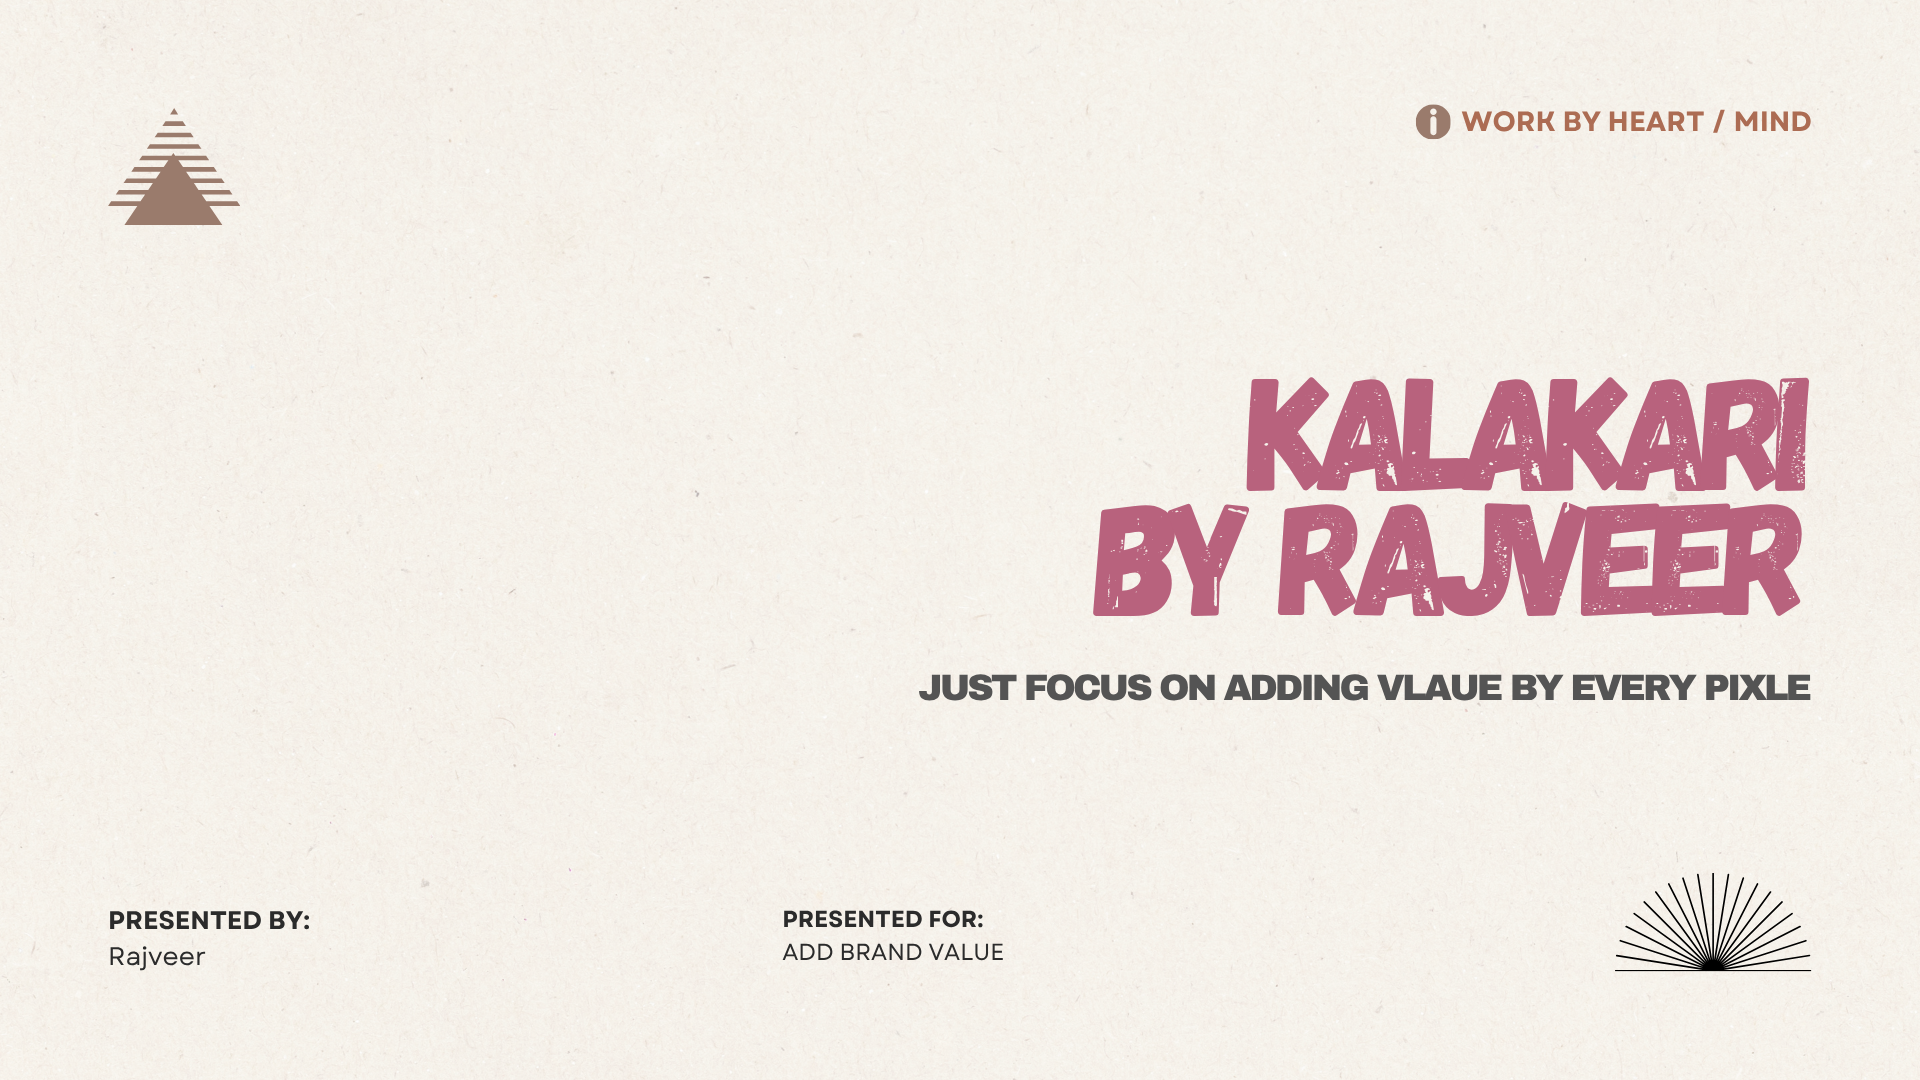 WORK BY HEART / MIND
KALAKARI
BY RAJVEER
JUST FOCUS ON ADDING VLAUE BY EVERY PIXLE
PRESENTED BY:
Rajveer
PRESENTED FOR:
ADD BRAND VALUE